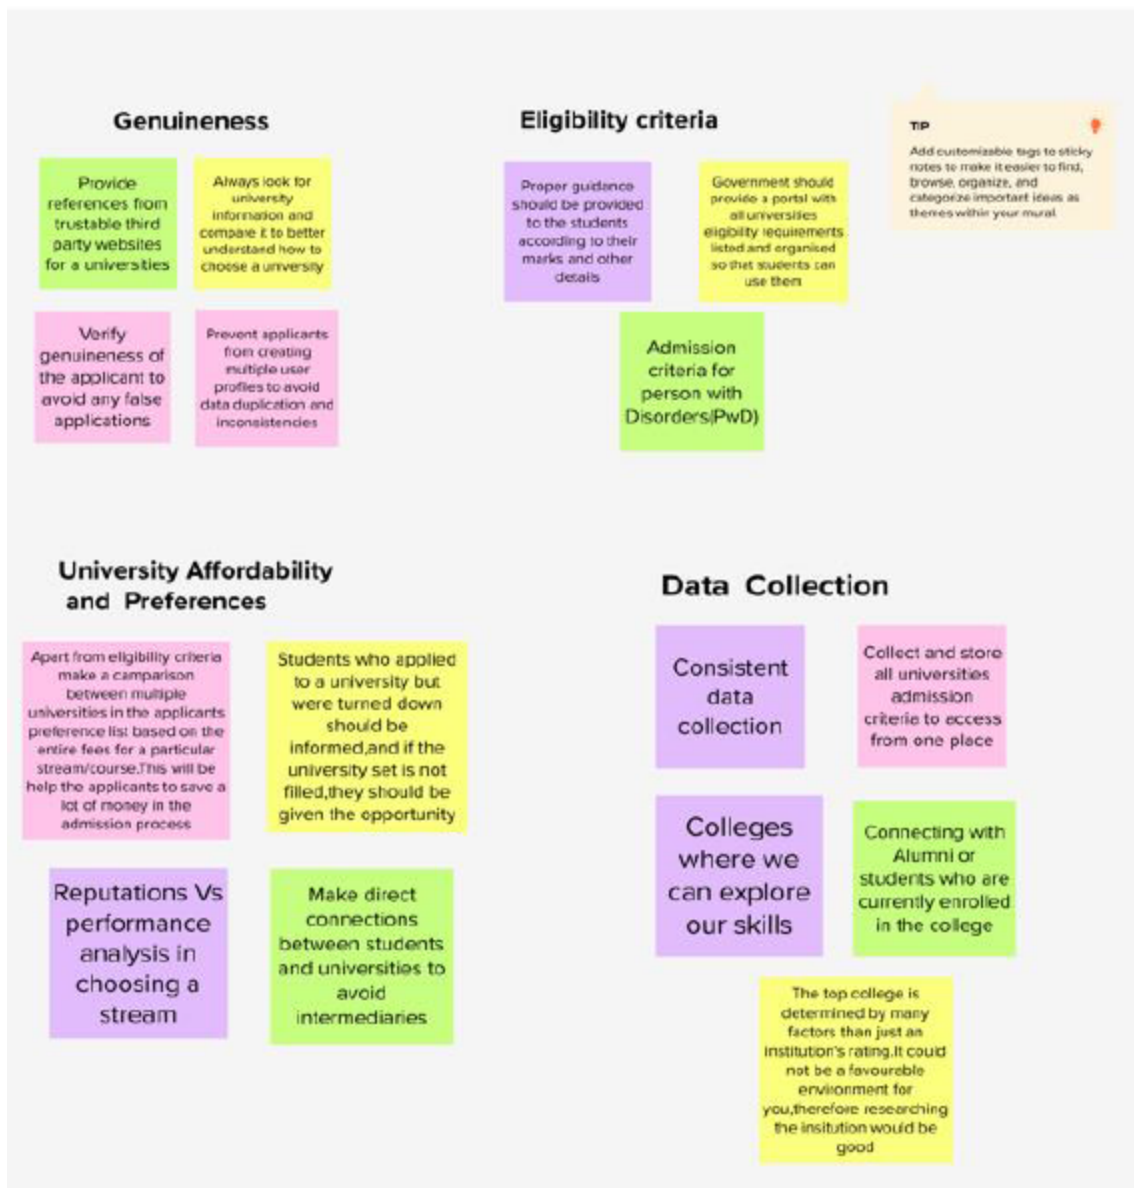 Genuineness
Provide
references from
trustable third
party websites
for a universities
Always look for
university
information and
compare it to better
understand how to
choose a university
Verify
genuineness of
the applicant to
avoid any false
applications
Prevent applicants
from creating
multiple user
profiles to avoid
data duplication and
inconsistencies
Eligibility criteria
Proper guidance
should be provided
to the students
according to their
marks and other
details
Government should
provide a portal with
all universities
eligibility requirements
listed and organised
so that students can
use them
Admission
criteria for
person with
Disorders(PwD)
TIP
Add customizable tags to sticky
notes to make it easier to find,
browse, organize, and
categorize important ideas as
themes within your mural.
University Affordability
and Preferences
Apart from eligibility criteria
make a camparison
between multiple
universities in the applicants
preference list based on the
entire fees for a particular
stream/course.This will be
help the applicants to save a
lot of money in the
admission process
Students who applied
to a university but
were turned down
should be
informed,and if the
university set is not
filled,they should be
given the opportunity
Reputations Vs
performance
analysis in
choosing a
stream
Make direct
connections
between students
and universities to
avoid
intermediaries
Data Collection
Consistent
data
collection
Collect and store
all universities
admission
criteria to access
from one place
Colleges
where we
can explore
our skills
Connecting with
Alumni or
students who are
currently enrolled
in the college
The top college is
determined by many
factors than just an
institution's rating.It could
not be a favourable
environment for
you,therefore researching
the insitution would be
good